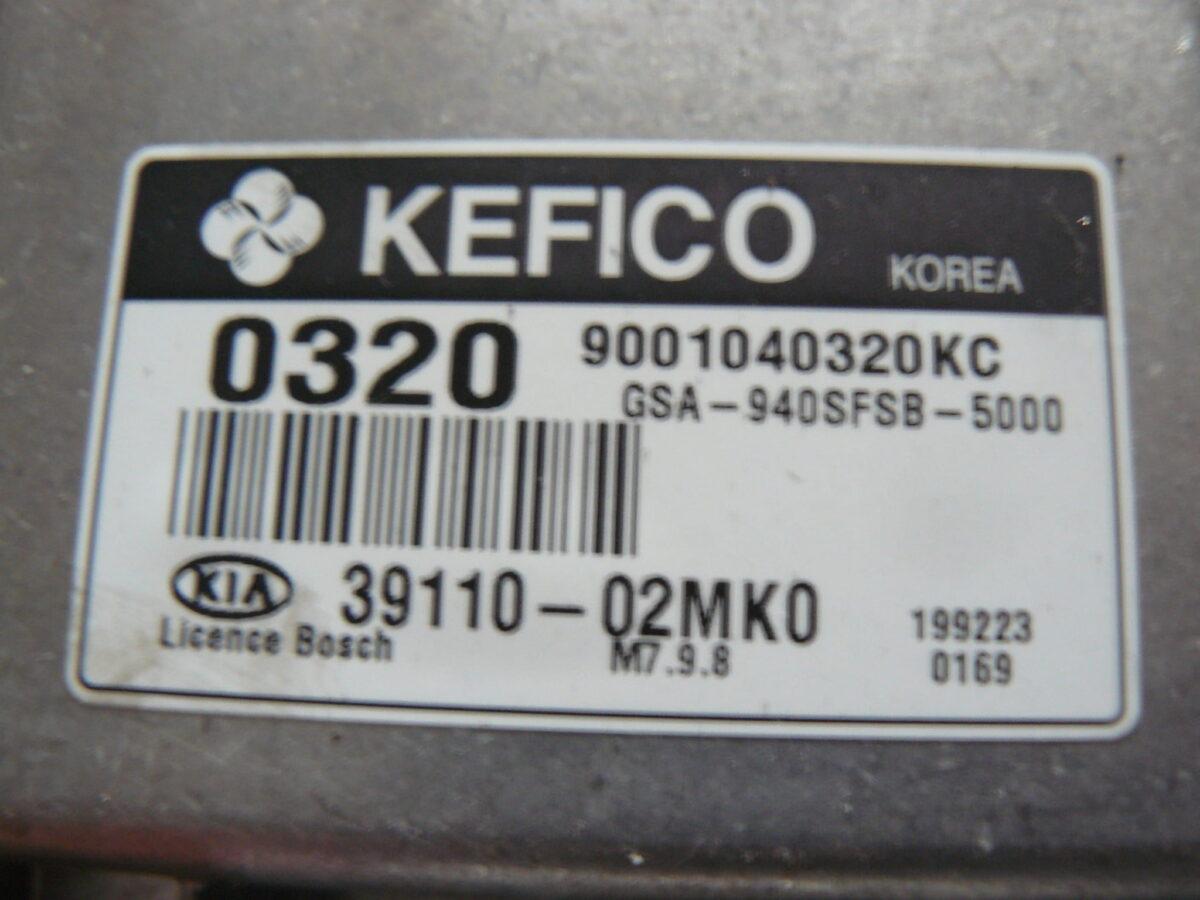 KEFICO KOREA
0320 9001040320KC
GSA-940SFSB-5000
KIA 39110-02MK0
Licence Bosch M7.9.8
199223
0169